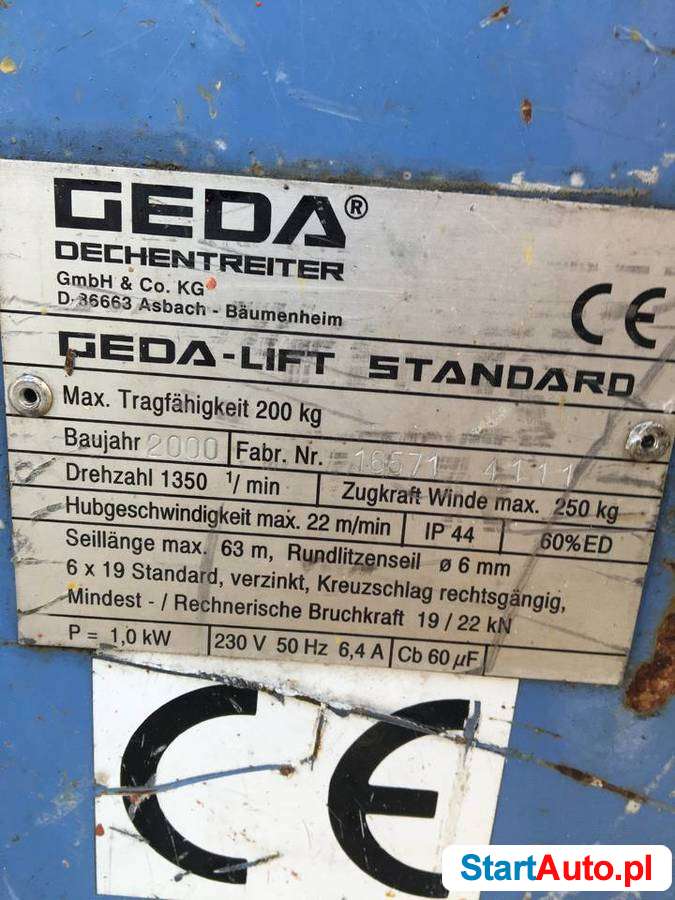 GEDA®
DECHENTREITER
GmbH & Co. KG
D-86663 Asbach - Bäumenheim
CE
GEDA-LIFT STANDARD
Max. Tragfähigkeit 200 kg
Baujahr 2000 Fabr. Nr. 16571 4111
Drehzahl 1350 1/min Zugkraft Winde max. 250 kg
Hubgeschwindigkeit max. 22 m/min IP 44 60%ED
Seillänge max. 63 m, Rundlitzenseil ø 6 mm
6 x 19 Standard, verzinkt, Kreuzschlag rechtsgängig,
Mindest - / Rechnerische Bruchkraft 19 / 22 kN
P = 1,0 kW 230 V 50 Hz 6,4 A Cb 60 µF
CE
StartAuto.pl